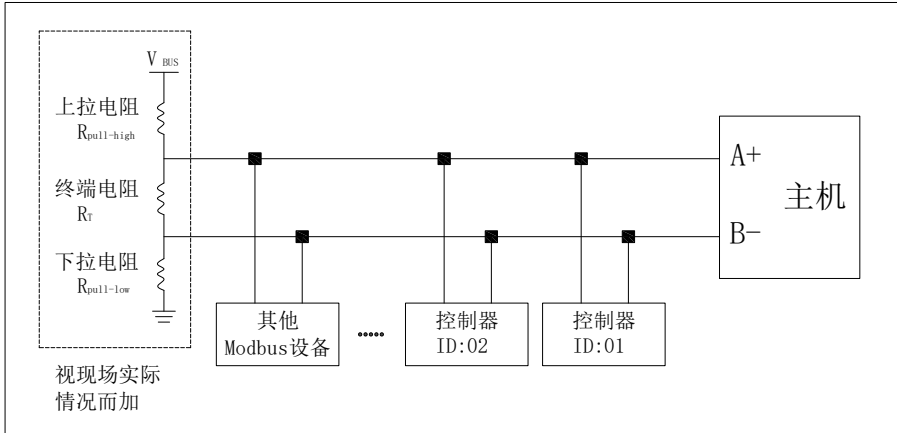 V BUS
上拉电阻
Rpull-high
终端电阻
RT
下拉电阻
Rpull-low
视现场实际
情况而加
其他
Modbus设备
控制器
ID:02
控制器
ID:01
A+
主机
B-